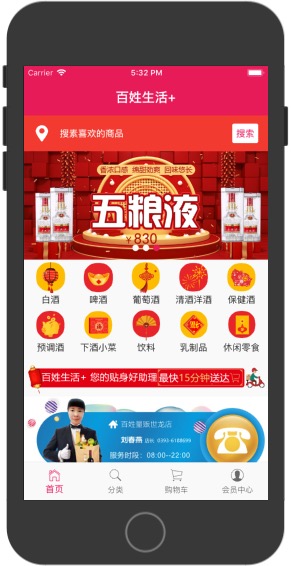 Carrier 5:32 PM
百姓生活+
搜索喜欢的商品 搜索
香浓口感 绵甜劲爽 回味悠长
五粮液
¥830
白酒 啤酒 葡萄酒 清酒洋酒 保健酒
预调酒 下酒小菜 饮料 乳制品 休闲零食
百姓生活+ 您的贴身好助理 最快15分钟送达
百姓量贩世龙店
刘春燕 店长 0393-6188699
服务时段：08:00--22:00
首页 分类 购物车 会员中心